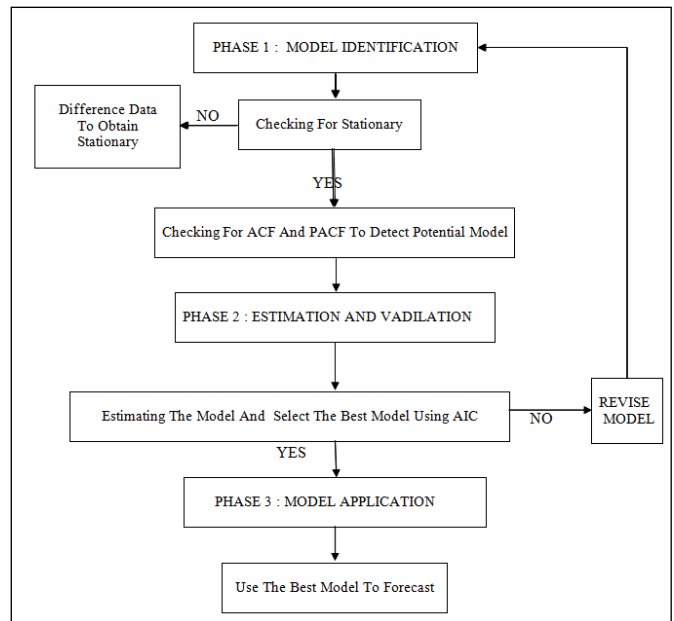 PHASE 1 : MODEL IDENTIFICATION
Difference Data
To Obtain
Stationary
NO
Checking For Stationary
YES
Checking For ACF And PACF To Detect Potential Model
PHASE 2 : ESTIMATION AND VADILATION
Estimating The Model And Select The Best Model Using AIC
NO
REVISE
MODEL
YES
PHASE 3 : MODEL APPLICATION
Use The Best Model To Forecast